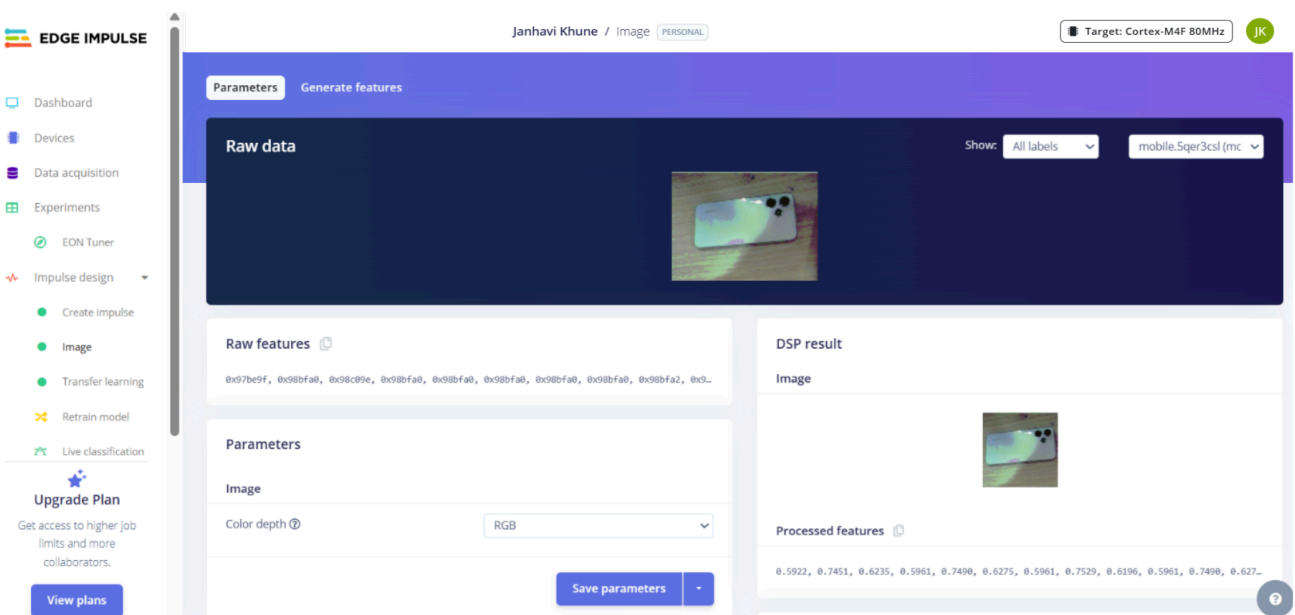 EDGE IMPULSE
Janhavi Khune / Image PERSONAL
Target: Cortex-M4F 80MHz
JK
Dashboard
Devices
Data acquisition
Experiments
EON Tuner
Impulse design
Create impulse
Image
Transfer learning
Retrain model
Live classification
Upgrade Plan
Get access to higher job
limits and more
collaborators.
View plans
Parameters Generate features
Raw data
Show: All labels mobile.5qer3csl (mc
Raw features
0x97be9f, 0x98bfa0, 0x98c09e, 0x98bfa0, 0x98bfa0, 0x98bfa0, 0x98bfa0, 0x98bfa0, 0x98bfa2, 0x9…
Parameters
Image
Color depth ? RGB
Save parameters
DSP result
Image
Processed features
0.5922, 0.7451, 0.6235, 0.5961, 0.7490, 0.6275, 0.5961, 0.7529, 0.6196, 0.5961, 0.7490, 0.627…
?